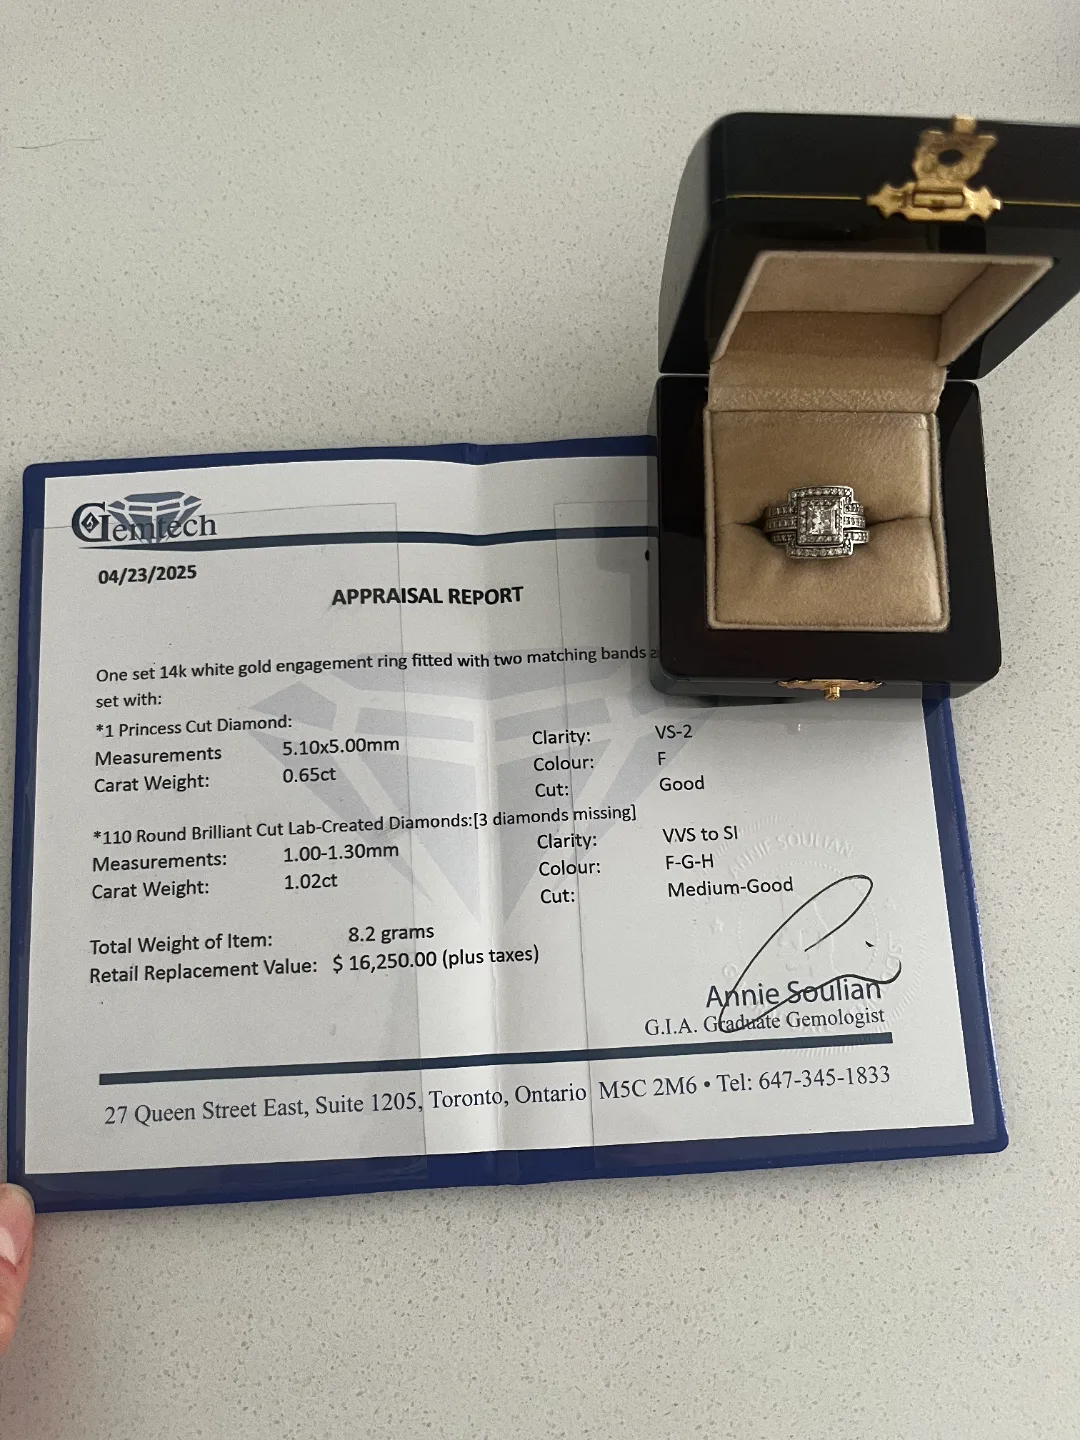 Gemtech
04/23/2025
APPRAISAL REPORT
One set 14k white gold engagement ring fitted with two matching bands
set with:
*1 Princess Cut Diamond:
Measurements 5.10x5.00mm Clarity: VS-2
Carat Weight: 0.65ct Colour: F
Cut: Good
*110 Round Brilliant Cut Lab-Created Diamonds:[3 diamonds missing]
Measurements: 1.00-1.30mm Clarity: VVS to SI
Carat Weight: 1.02ct Colour: F-G-H
Cut: Medium-Good
Total Weight of Item: 8.2 grams
Retail Replacement Value: $ 16,250.00 (plus taxes)
ANNIE SOULIAN
Annie Soulian
G.I.A. Graduate Gemologist
27 Queen Street East, Suite 1205, Toronto, Ontario M5C 2M6 • Tel: 647-345-1833